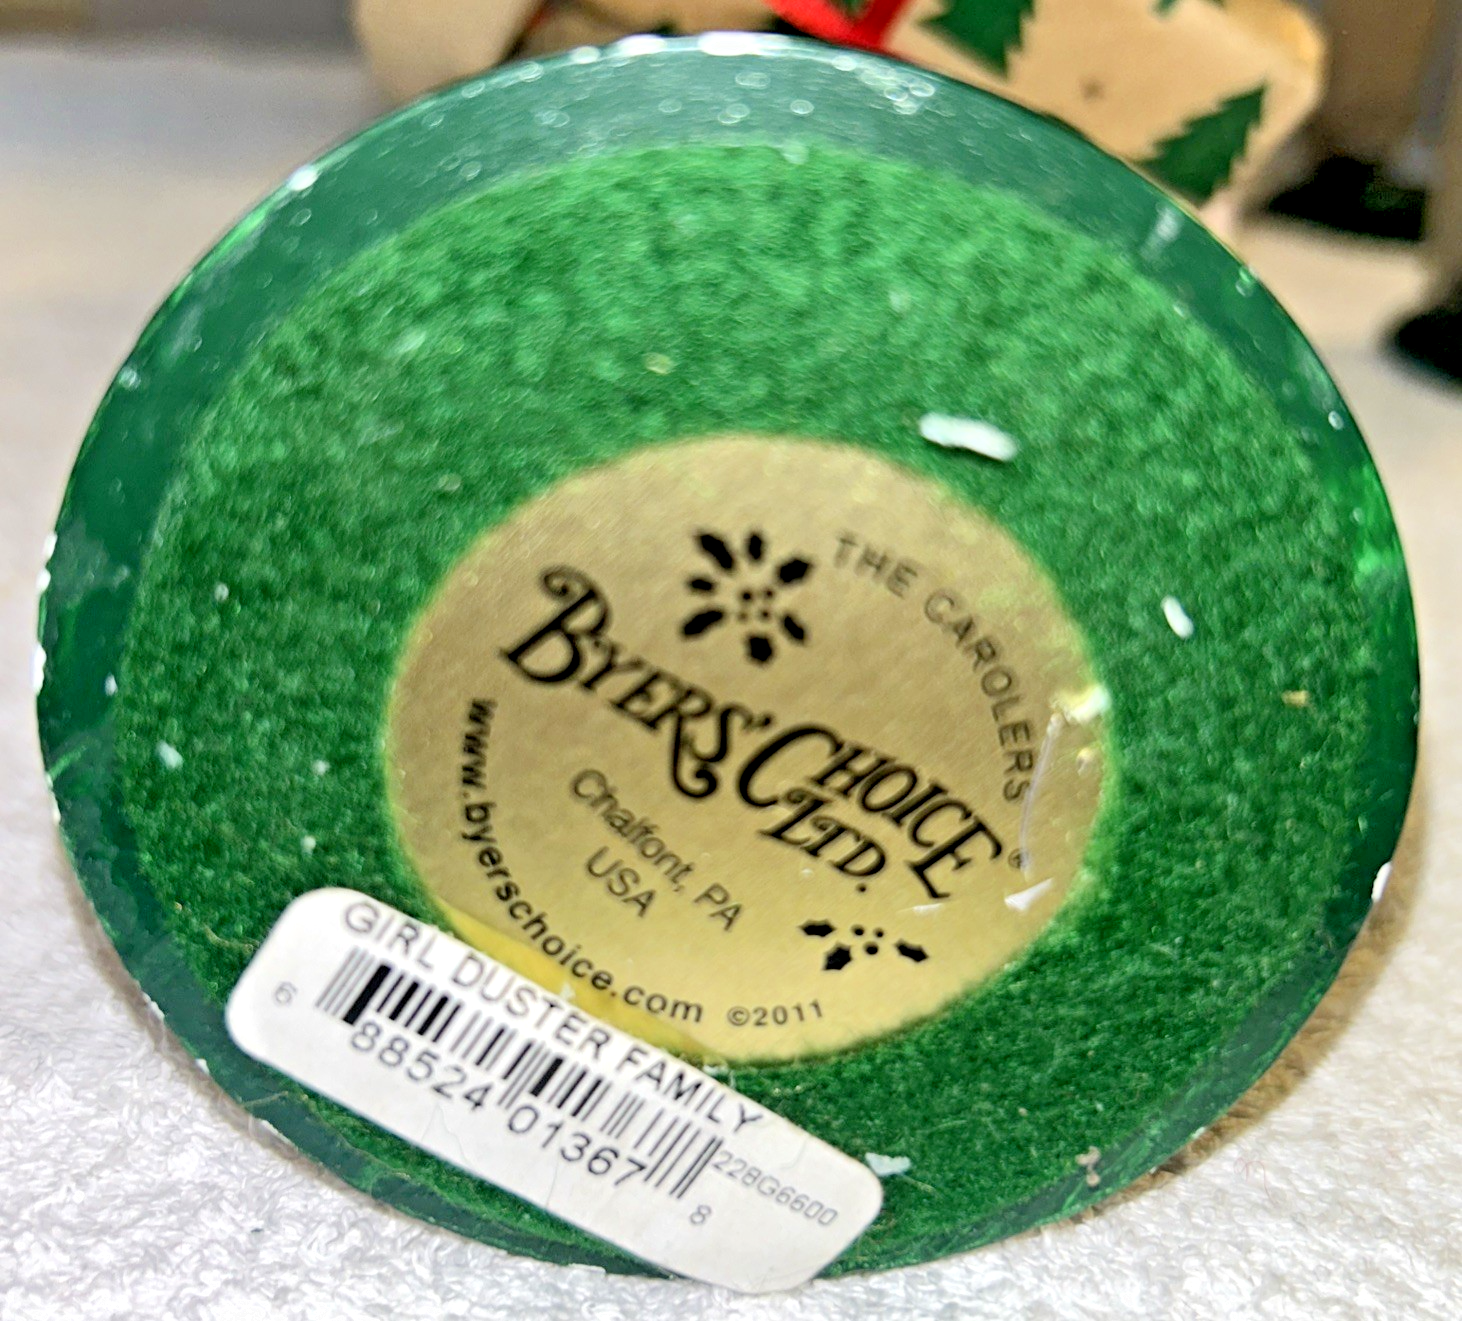 THE CAROLERS
BYERS' CHOICE ®
LTD.
Chalfont, PA
USA
www.byerschoice.com ©2011
GIRL DUSTER FAMILY
6 88524 01367 8
228G6600